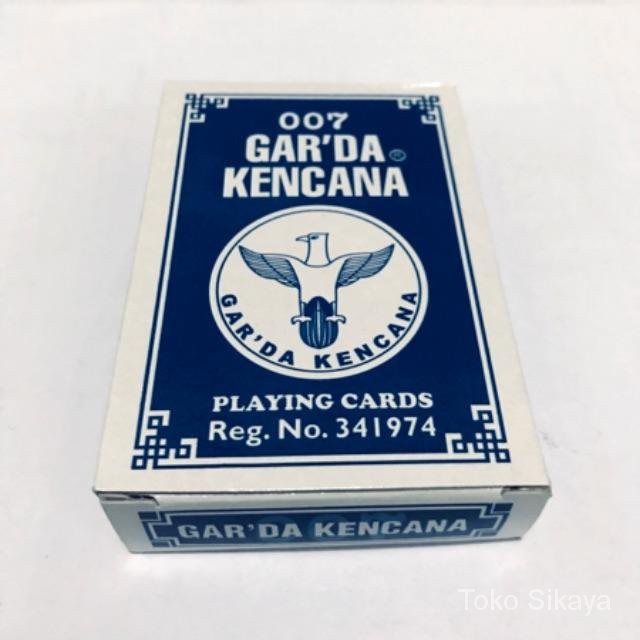 007
GAR'DA ®
KENCANA
GAR'DA KENCANA
PLAYING CARDS
Reg. No. 341974
GAR'DA KENCANA
Toko Sikaya